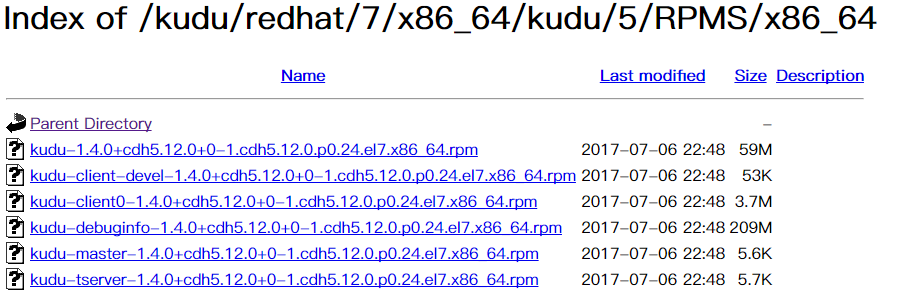 Index of /kudu/redhat/7/x86_64/kudu/5/RPMS/x86_64
Name Last modified Size Description
Parent Directory -
kudu-1.4.0+cdh5.12.0+0-1.cdh5.12.0.p0.24.el7.x86_64.rpm 2017-07-06 22:48 59M
kudu-client-devel-1.4.0+cdh5.12.0+0-1.cdh5.12.0.p0.24.el7.x86_64.rpm 2017-07-06 22:48 53K
kudu-client0-1.4.0+cdh5.12.0+0-1.cdh5.12.0.p0.24.el7.x86_64.rpm 2017-07-06 22:48 3.7M
kudu-debuginfo-1.4.0+cdh5.12.0+0-1.cdh5.12.0.p0.24.el7.x86_64.rpm 2017-07-06 22:48 209M
kudu-master-1.4.0+cdh5.12.0+0-1.cdh5.12.0.p0.24.el7.x86_64.rpm 2017-07-06 22:48 5.6K
kudu-tserver-1.4.0+cdh5.12.0+0-1.cdh5.12.0.p0.24.el7.x86_64.rpm 2017-07-06 22:48 5.7K